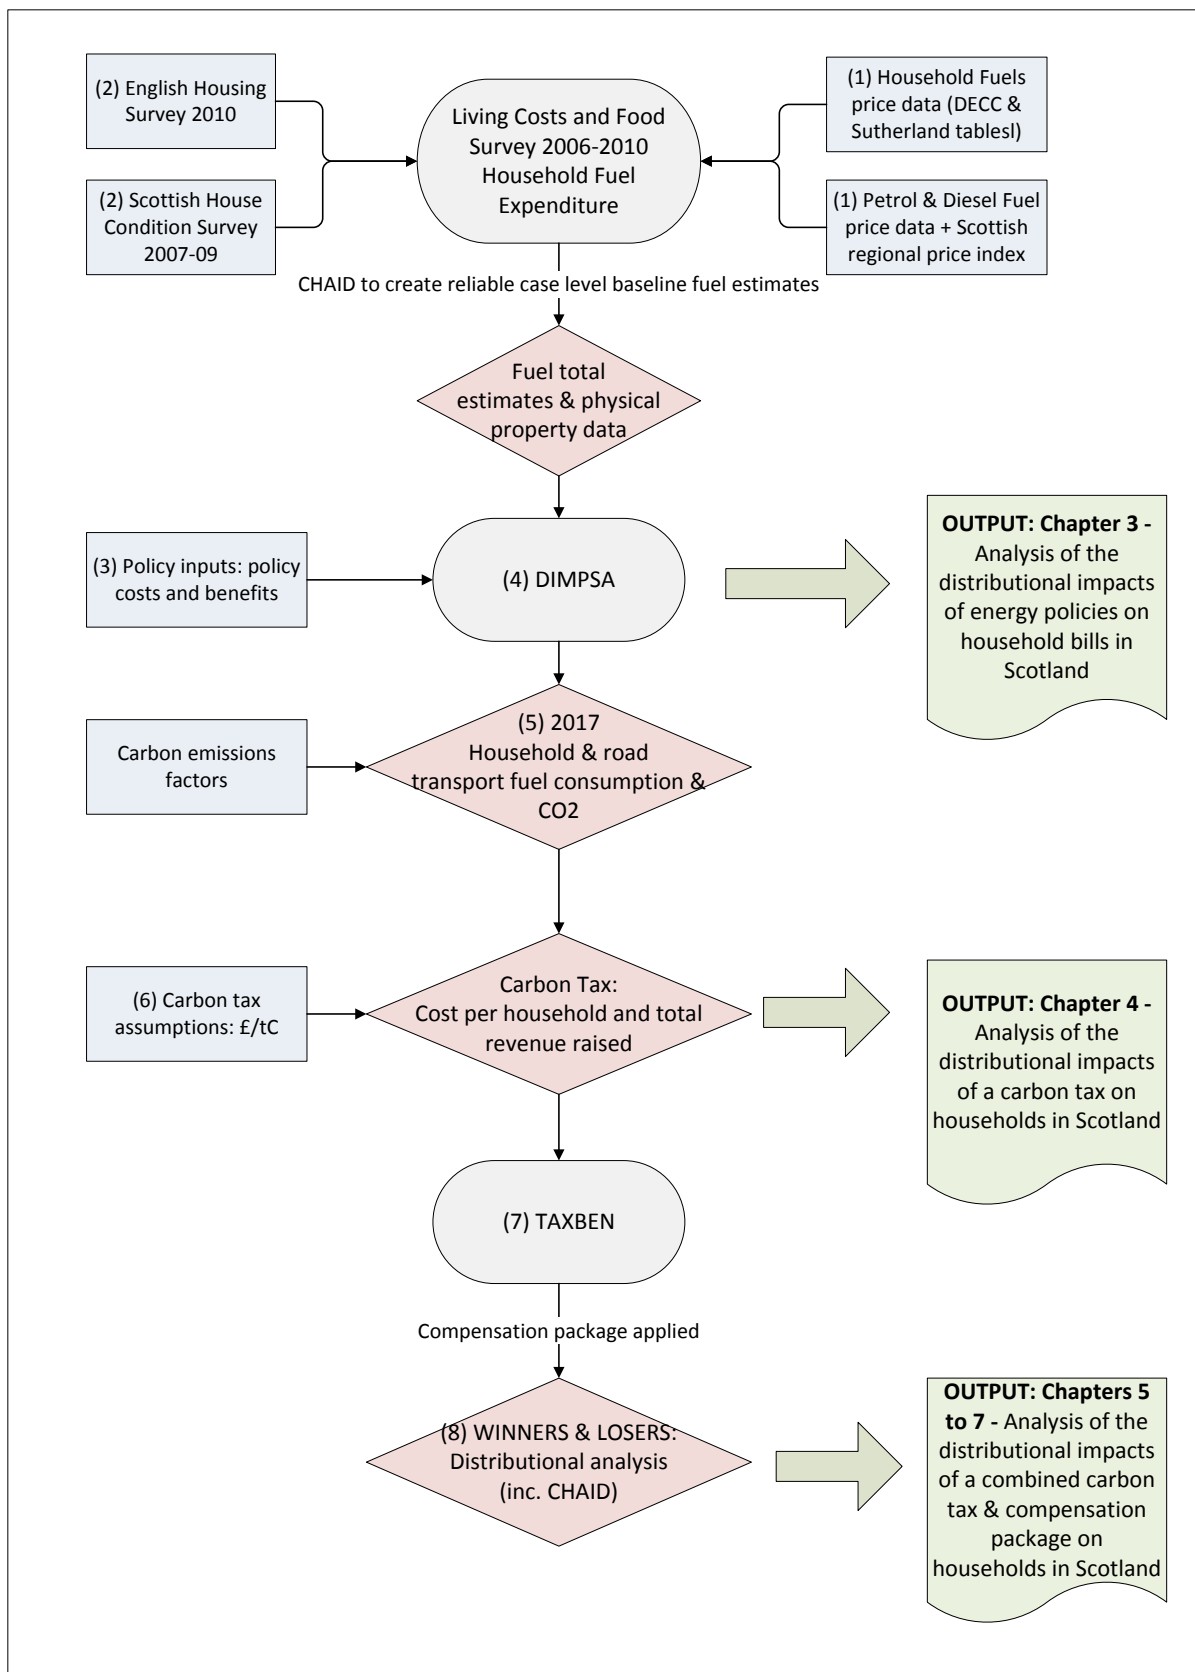 (2) English Housing
Survey 2010
(2) Scottish House
Condition Survey
2007-09
Living Costs and Food
Survey 2006-2010
Household Fuel
Expenditure
(1) Household Fuels
price data (DECC &
Sutherland tablesl)
(1) Petrol & Diesel Fuel
price data + Scottish
regional price index
CHAID to create reliable case level baseline fuel estimates
Fuel total
estimates & physical
property data
(3) Policy inputs: policy
costs and benefits
(4) DIMPSA
OUTPUT: Chapter 3 -
Analysis of the
distributional impacts
of energy policies on
household bills in
Scotland
Carbon emissions
factors
(5) 2017
Household & road
transport fuel consumption &
CO2
(6) Carbon tax
assumptions: £/tC
Carbon Tax:
Cost per household and total
revenue raised
OUTPUT: Chapter 4 -
Analysis of the
distributional impacts
of a carbon tax on
households in Scotland
(7) TAXBEN
Compensation package applied
(8) WINNERS & LOSERS:
Distributional analysis
(inc. CHAID)
OUTPUT: Chapters 5
to 7 - Analysis of the
distributional impacts
of a combined carbon
tax & compensation
package on
households in Scotland